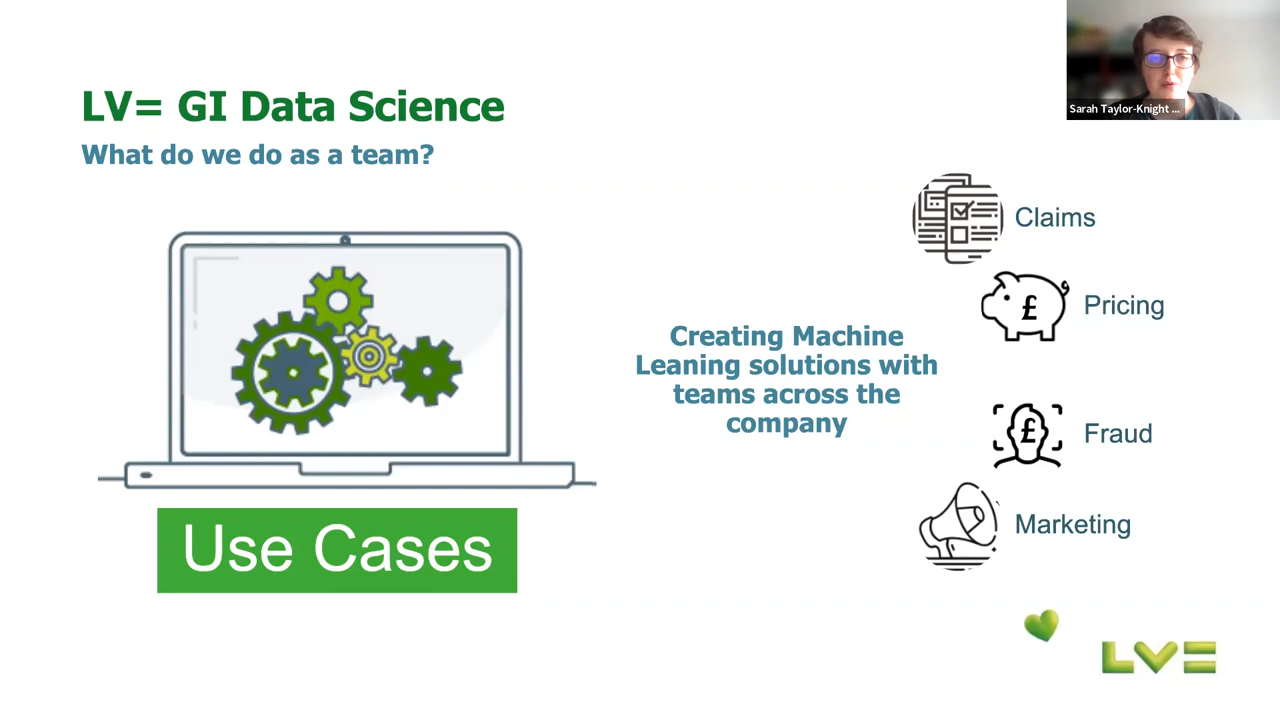 LV= GI Data Science
What do we do as a team?
Sarah Taylor-Knight ...
Claims
£
Pricing
Creating Machine
Leaning solutions with
teams across the
company
£
Fraud
Marketing
Use Cases
LV=